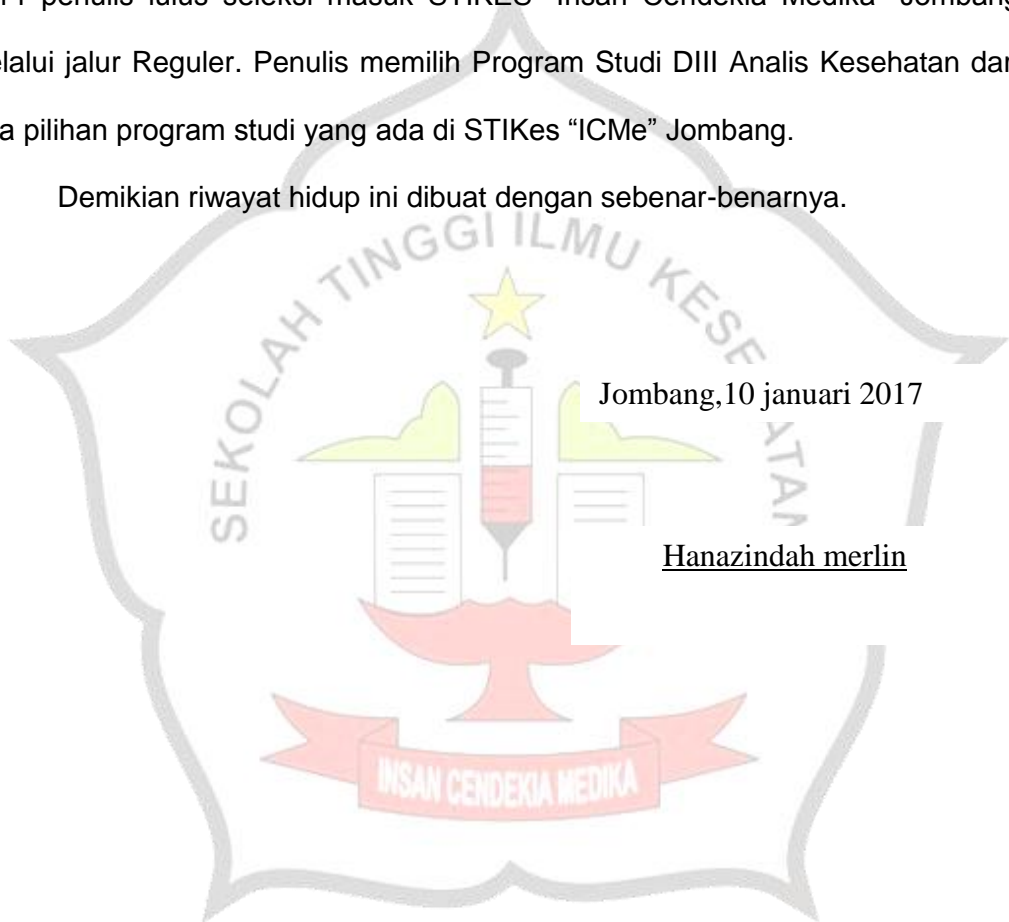 penulis lulus seleksi masuk STIKES "Insan Cendekia Medika" Jombang
melalui jalur Reguler. Penulis memilih Program Studi DIII Analis Kesehatan dari
pilihan program studi yang ada di STIKes “ICMe” Jombang.
Demikian riwayat hidup ini dibuat dengan sebenar-benarnya.
SEKOLAH TINGGI ILMU KESEHATAN
Jombang,10 januari 2017
Hanazindah merlin
INSAN CENDEKIA MEDIKA